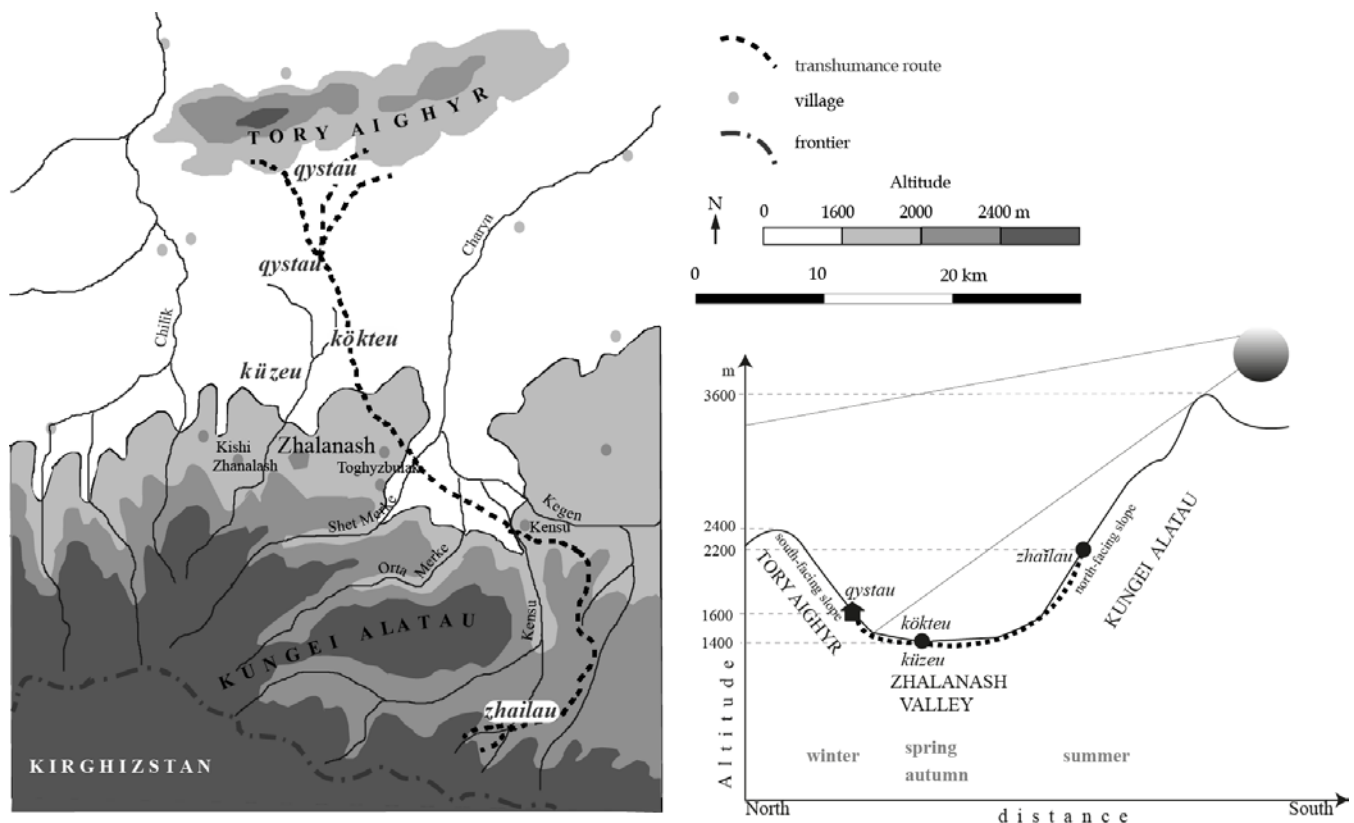 TORY AIGHYR
qystau
qystau
Charyn
Chilik
kökteu
küzeu
Kishi
Zhanalash
Zhalanash
Toghyzbulak
Shet Merke
Kegen
Kensu
Orta Merke
Kensu
KUNGEI ALATAU
zhailau
KIRGHIZSTAN
transhumance route
village
frontier
Altitude
N
0 1600 2000 2400 m
0 10 20 km
m
3600
2400
2200
1600
1400
Altitude
TORY AIGHYR
south-facing slope
qystau
kökteu
küzeu
ZHALANASH
VALLEY
zhailau
north-facing slope
KUNGEI ALATAU
winter
spring
autumn
summer
North
distance
South